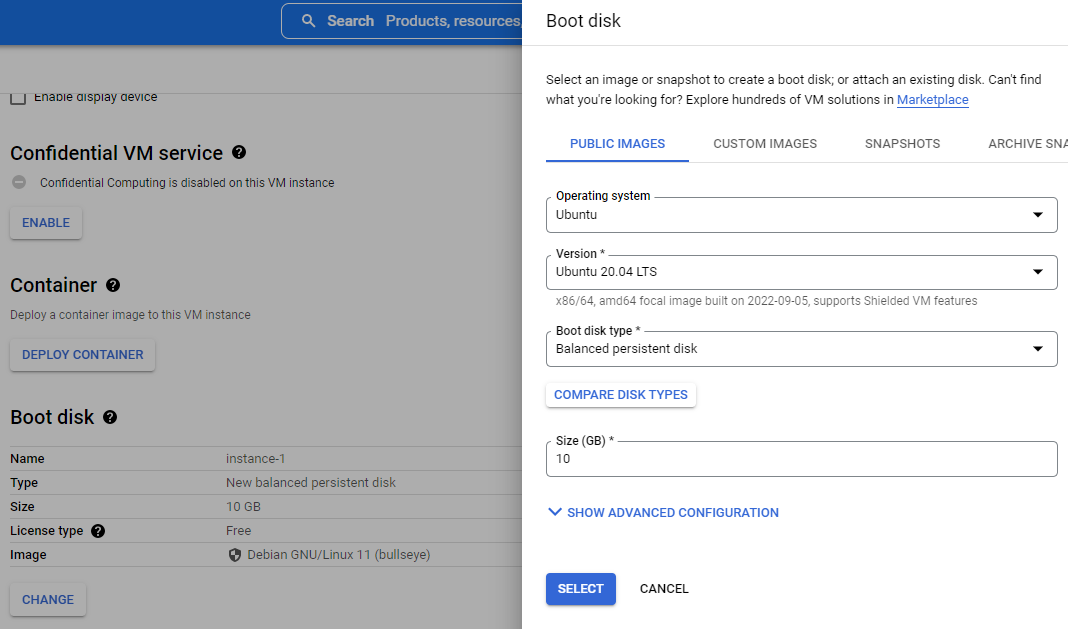 Search Products, resources,
Enable display device
Confidential VM service
Confidential Computing is disabled on this VM instance
ENABLE
Container
Deploy a container image to this VM instance
DEPLOY CONTAINER
Boot disk
Name instance-1
Type New balanced persistent disk
Size 10 GB
License type Free
Image Debian GNU/Linux 11 (bullseye)
CHANGE
Boot disk
Select an image or snapshot to create a boot disk; or attach an existing disk. Can't find
what you're looking for? Explore hundreds of VM solutions in Marketplace
PUBLIC IMAGES CUSTOM IMAGES SNAPSHOTS ARCHIVE SNA
Operating system
Ubuntu
Version *
Ubuntu 20.04 LTS
x86/64, amd64 focal image built on 2022-09-05, supports Shielded VM features
Boot disk type *
Balanced persistent disk
COMPARE DISK TYPES
Size (GB) *
10
SHOW ADVANCED CONFIGURATION
SELECT CANCEL